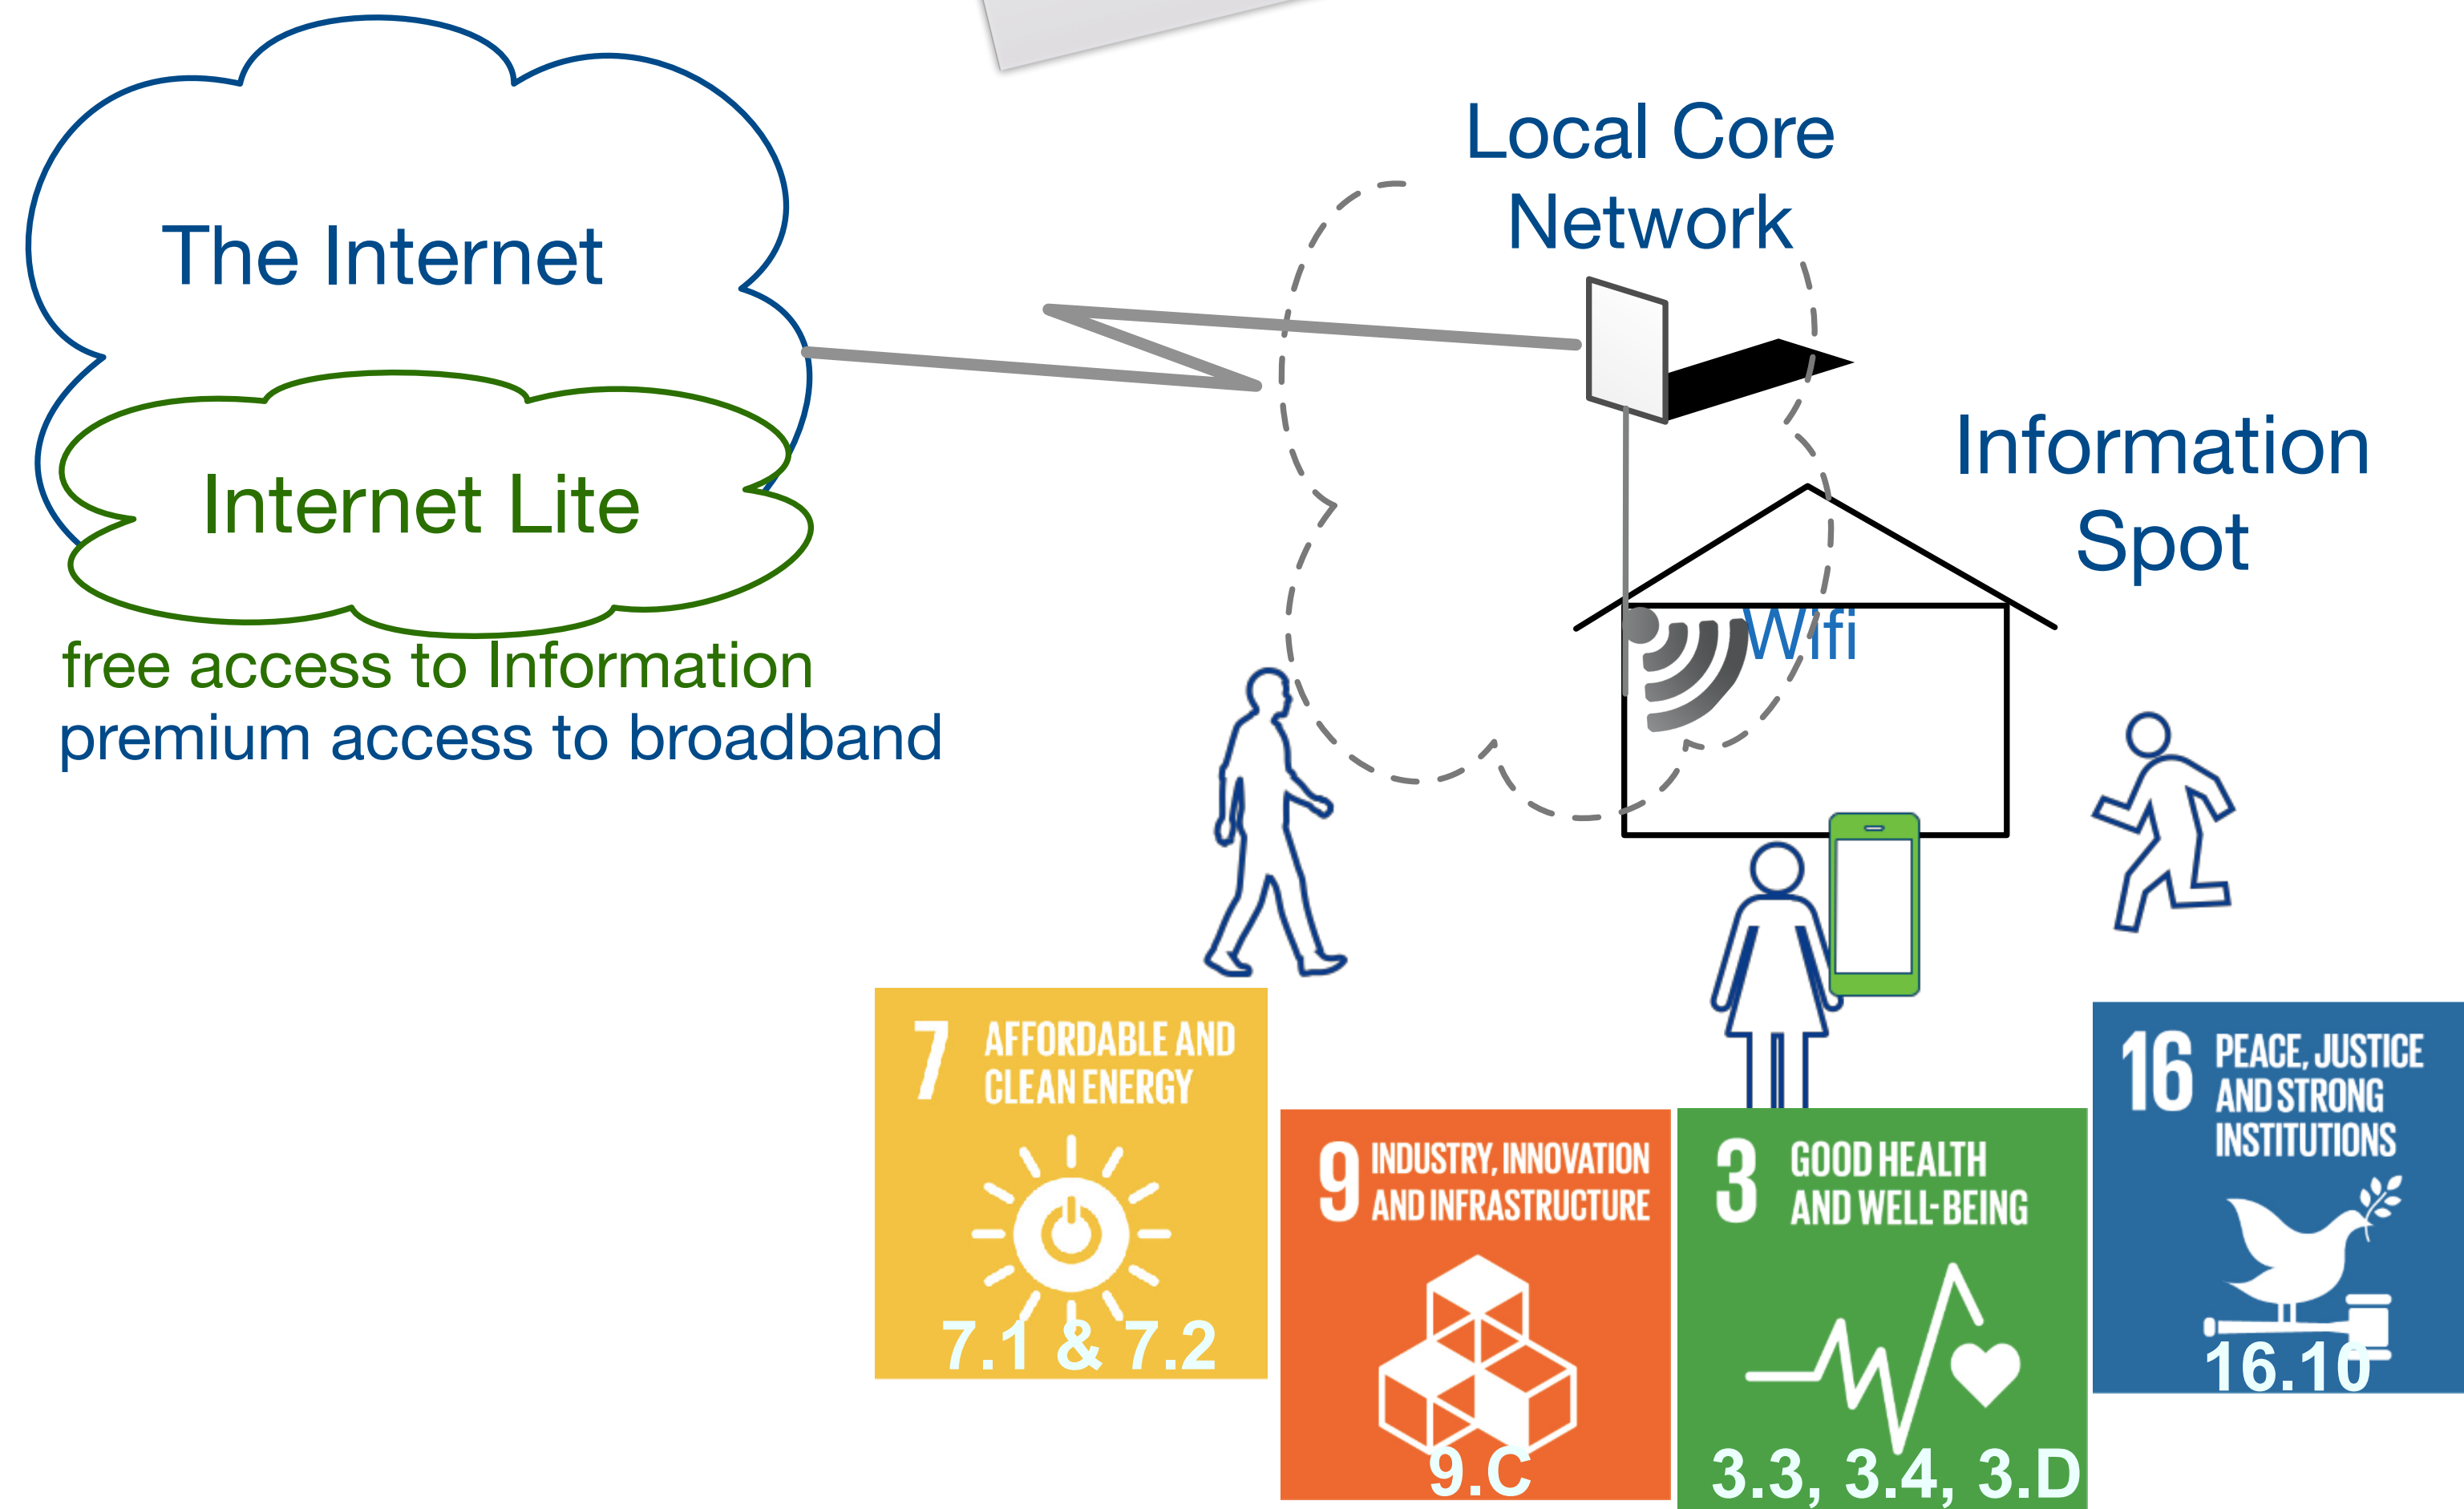 The Internet
Internet Lite
free access to Information
premium access to broadband
Local Core
Network
Information
Spot
Wifi
7 AFFORDABLE AND
CLEAN ENERGY
7.1 & 7.2
9 INDUSTRY, INNOVATION
AND INFRASTRUCTURE
9.C
3 GOOD HEALTH
AND WELL-BEING
3.3, 3.4, 3.D
16 PEACE, JUSTICE
AND STRONG
INSTITUTIONS
16.10